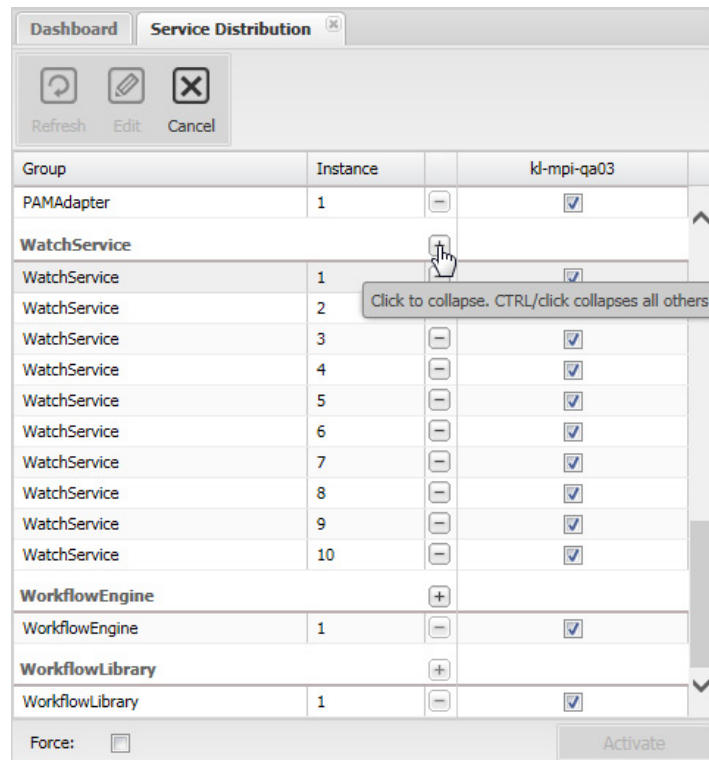 Dashboard Service Distribution
Refresh Edit Cancel
Group Instance kl-mpi-qa03
PAMAdapter 1
WatchService
WatchService 1
WatchService 2
Click to collapse. CTRL/click collapses all others
WatchService 3
WatchService 4
WatchService 5
WatchService 6
WatchService 7
WatchService 8
WatchService 9
WatchService 10
WorkflowEngine
WorkflowEngine 1
WorkflowLibrary
WorkflowLibrary 1
Force: Activate